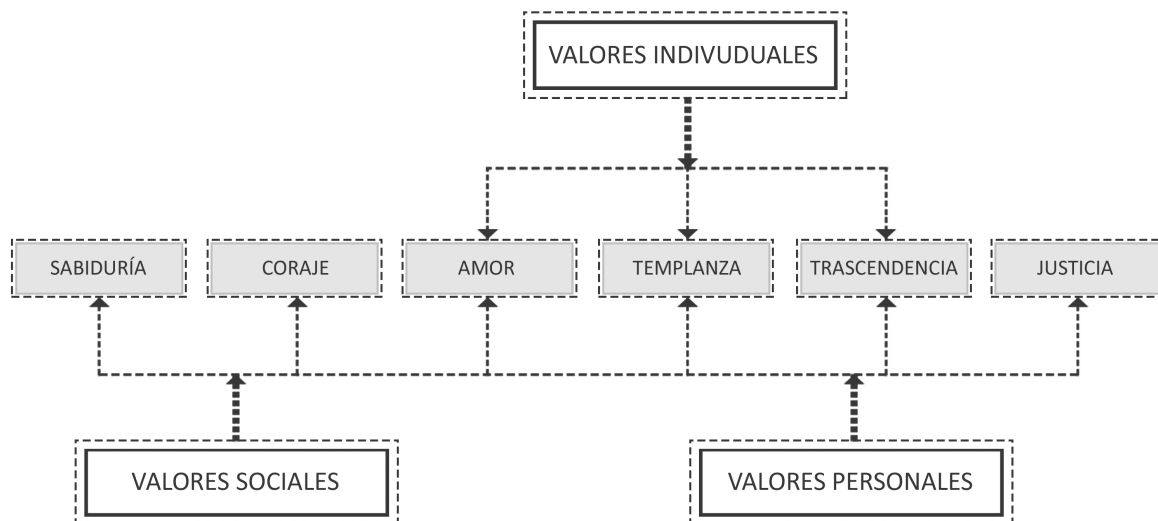 VALORES INDIVUDUALES
SABIDURÍA
CORAJE
AMOR
TEMPLANZA
TRASCENDENCIA
JUSTICIA
VALORES SOCIALES
VALORES PERSONALES